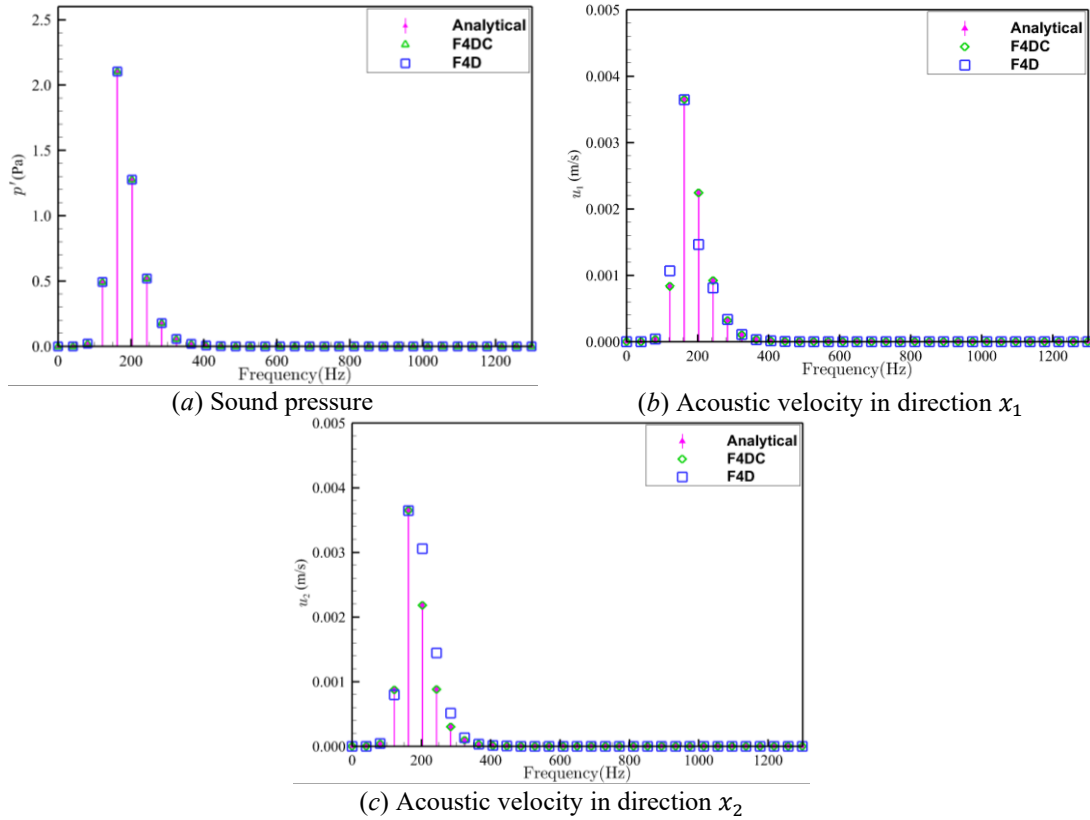 2.5
2.0
1.5
1.0
0.5
0.0
p′(Pa)
0 200 400 600 800 1000 1200
Frequency(Hz)
Analytical
F4DC
F4D
(a) Sound pressure
0.005
0.004
0.003
0.002
0.001
0.000
u₁ (m/s)
0 200 400 600 800 1000 1200
Frequency(Hz)
Analytical
F4DC
F4D
(b) Acoustic velocity in direction x₁
0.005
0.004
0.003
0.002
0.001
0.000
u₂ (m/s)
0 200 400 600 800 1000 1200
Frequency(Hz)
Analytical
F4DC
F4D
(c) Acoustic velocity in direction x₂